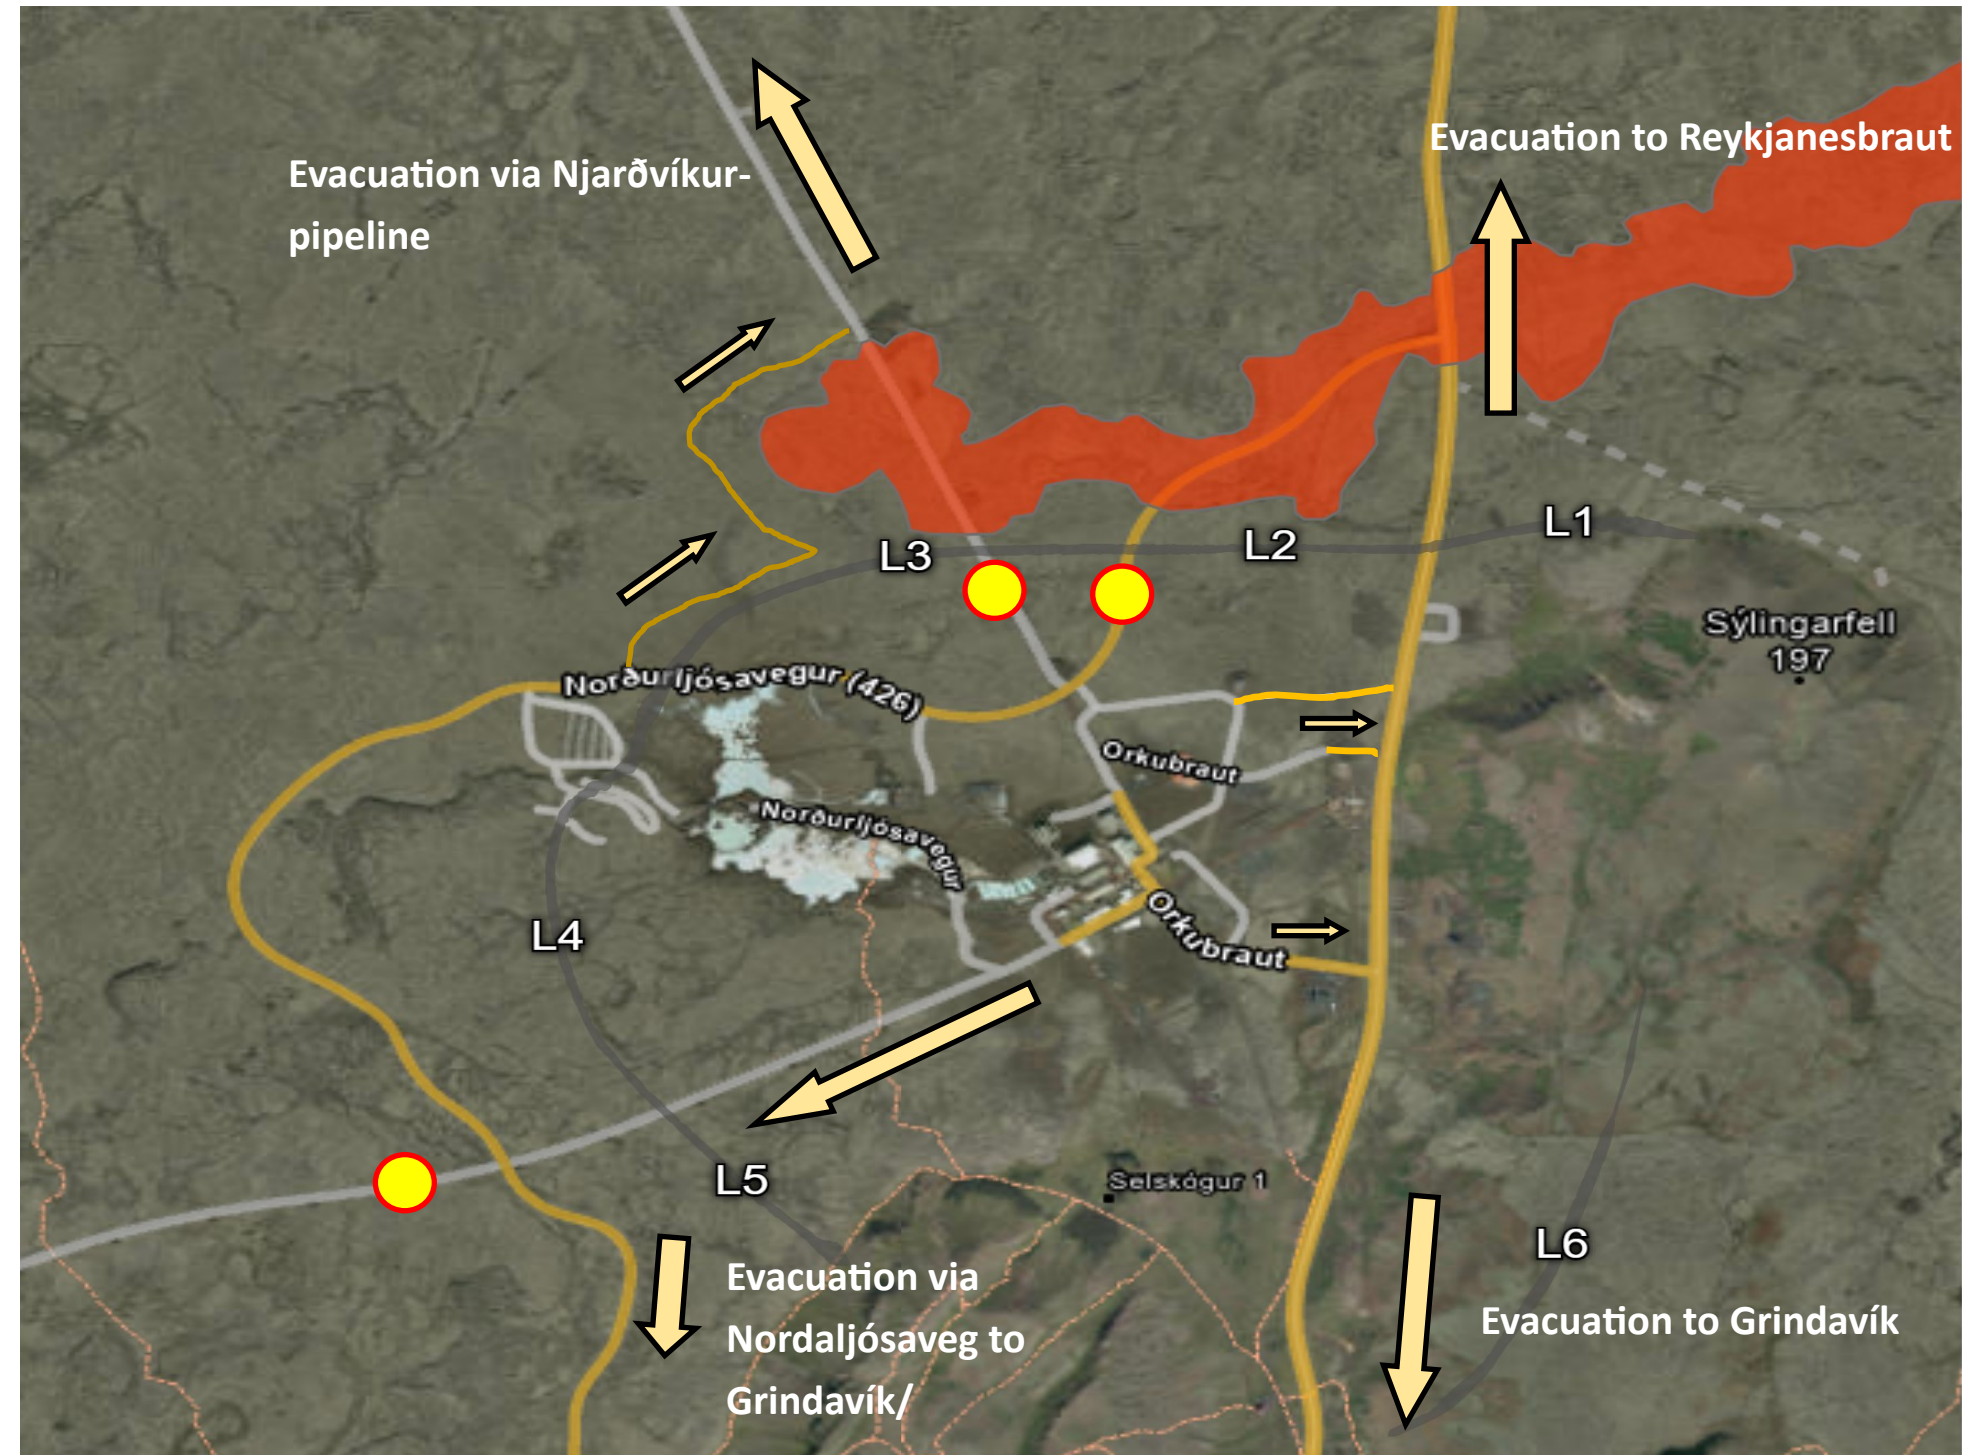 Evacuation to Reykjanesbraut
Evacuation via Njarðvíkur-
pipeline
L1
L2
L3
Sýlingarfell
197
Norðurljósavegur (426)
Orkubraut
Norðurljósavegur
Orkubraut
L4
L5
Selskógur 1
L6
Evacuation via
Nordaljósaveg to
Grindavík/
Evacuation to Grindavík